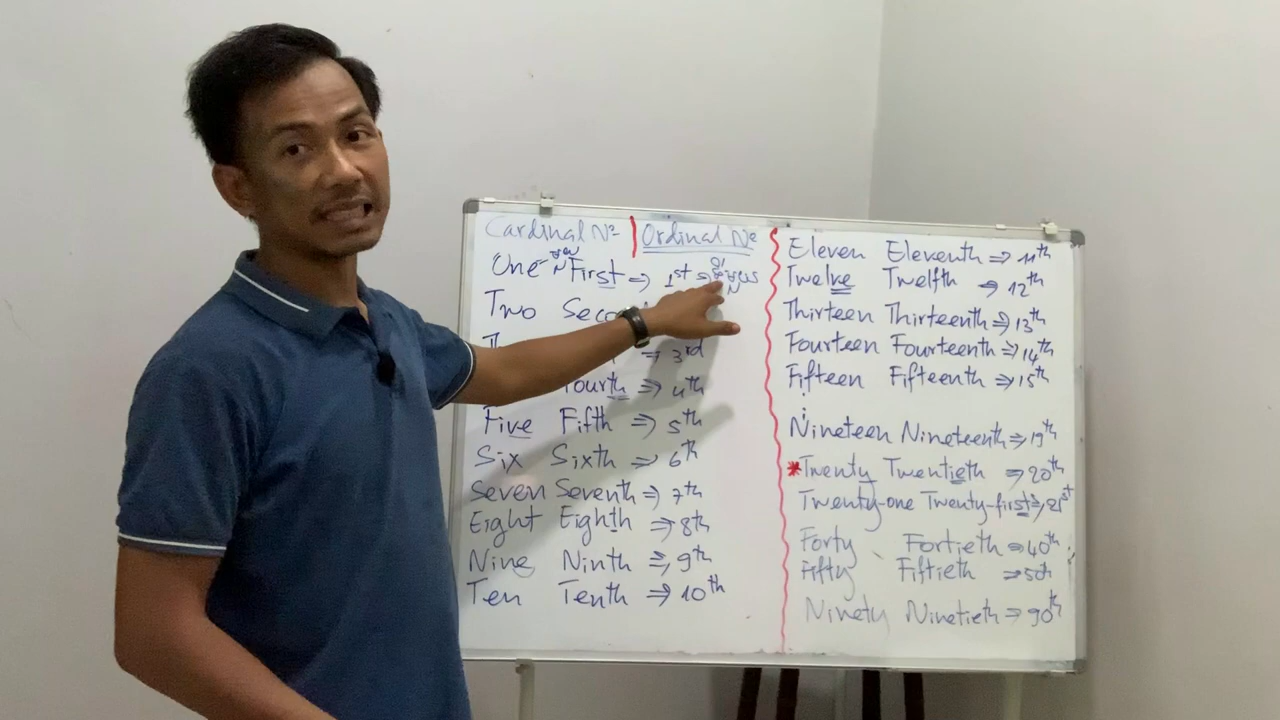 Cardinal Nº Ordinal Nº
One First ⇒ 1st ⇒
Two
⇒ 3rd
Fourth ⇒ 4th
Five Fifth ⇒ 5th
Six Sixth ⇒ 6th
Seven Seventh ⇒ 7th
Eight Eighth ⇒ 8th
Nine Ninth ⇒ 9th
Ten Tenth ⇒ 10th
Eleven Eleventh ⇒ 11th
Twelve Twelfth ⇒ 12th
Thirteen Thirteenth ⇒ 13th
Fourteen Fourteenth ⇒ 14th
Fifteen Fifteenth ⇒ 15th
Nineteen Nineteenth ⇒ 19th
*Twenty Twentieth ⇒ 20th
Twenty-one Twenty-first ⇒ 21st
Forty Fortieth ⇒ 40th
Fifty Fiftieth ⇒ 50th
Ninety Ninetieth ⇒ 90th